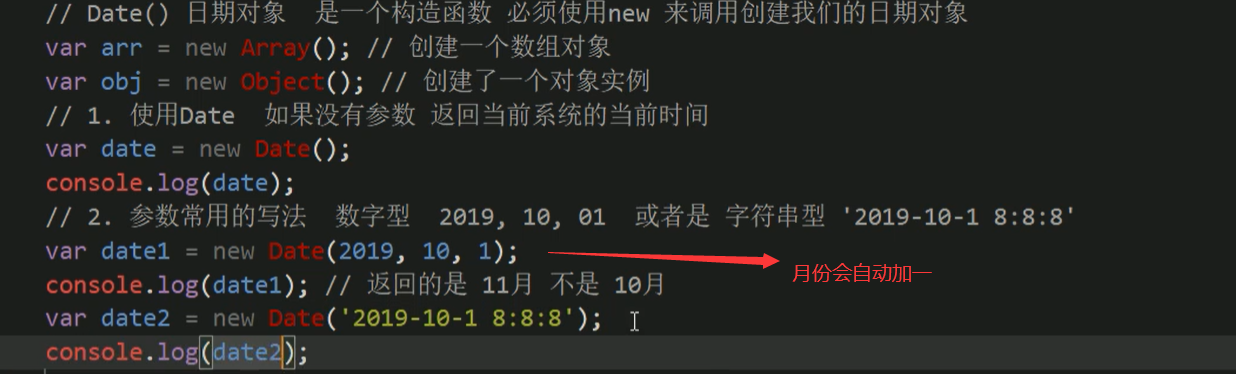 // Date() 日期对象  是一个构造函数 必须使用new 来调用创建我们的日期对象
var arr = new Array(); // 创建一个数组对象
var obj = new Object(); // 创建了一个对象实例
// 1. 使用Date  如果没有参数 返回当前系统的当前时间
var date = new Date();
console.log(date);
// 2. 参数常用的写法  数字型  2019, 10, 01  或者是 字符串型 '2019-10-1 8:8:8'
var date1 = new Date(2019, 10, 1);
月份会自动加一
console.log(date1); // 返回的是 11月 不是 10月
var date2 = new Date('2019-10-1 8:8:8');
console.log(date2);